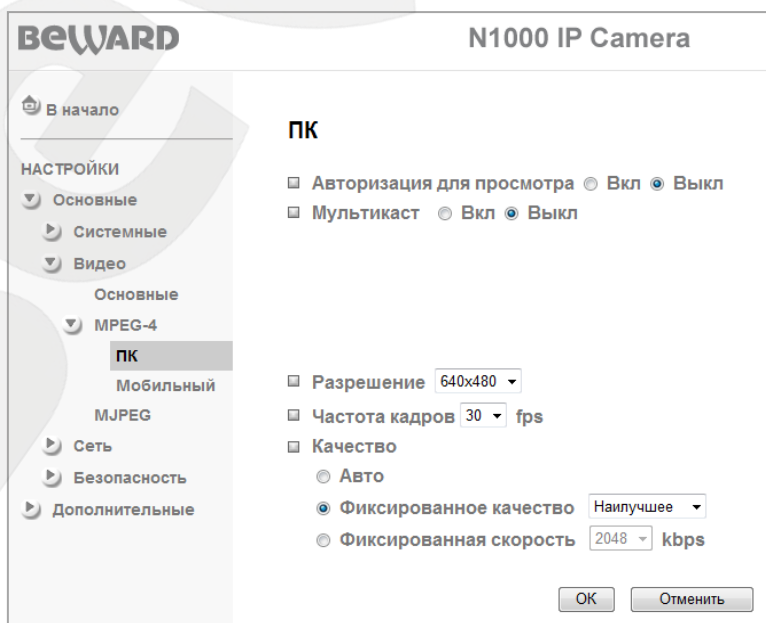 BEWARD
N1000 IP Camera
В начало
НАСТРОЙКИ
Основные
Системные
Видео
Основные
MPEG-4
ПК
Мобильный
MJPEG
Сеть
Безопасность
Дополнительные
ПК
Авторизация для просмотра Вкл Выкл
Мультикаст Вкл Выкл
Разрешение 640x480
Частота кадров 30 fps
Качество
Авто
Фиксированное качество Наилучшее
Фиксированная скорость 2048 kbps
OK Отменить